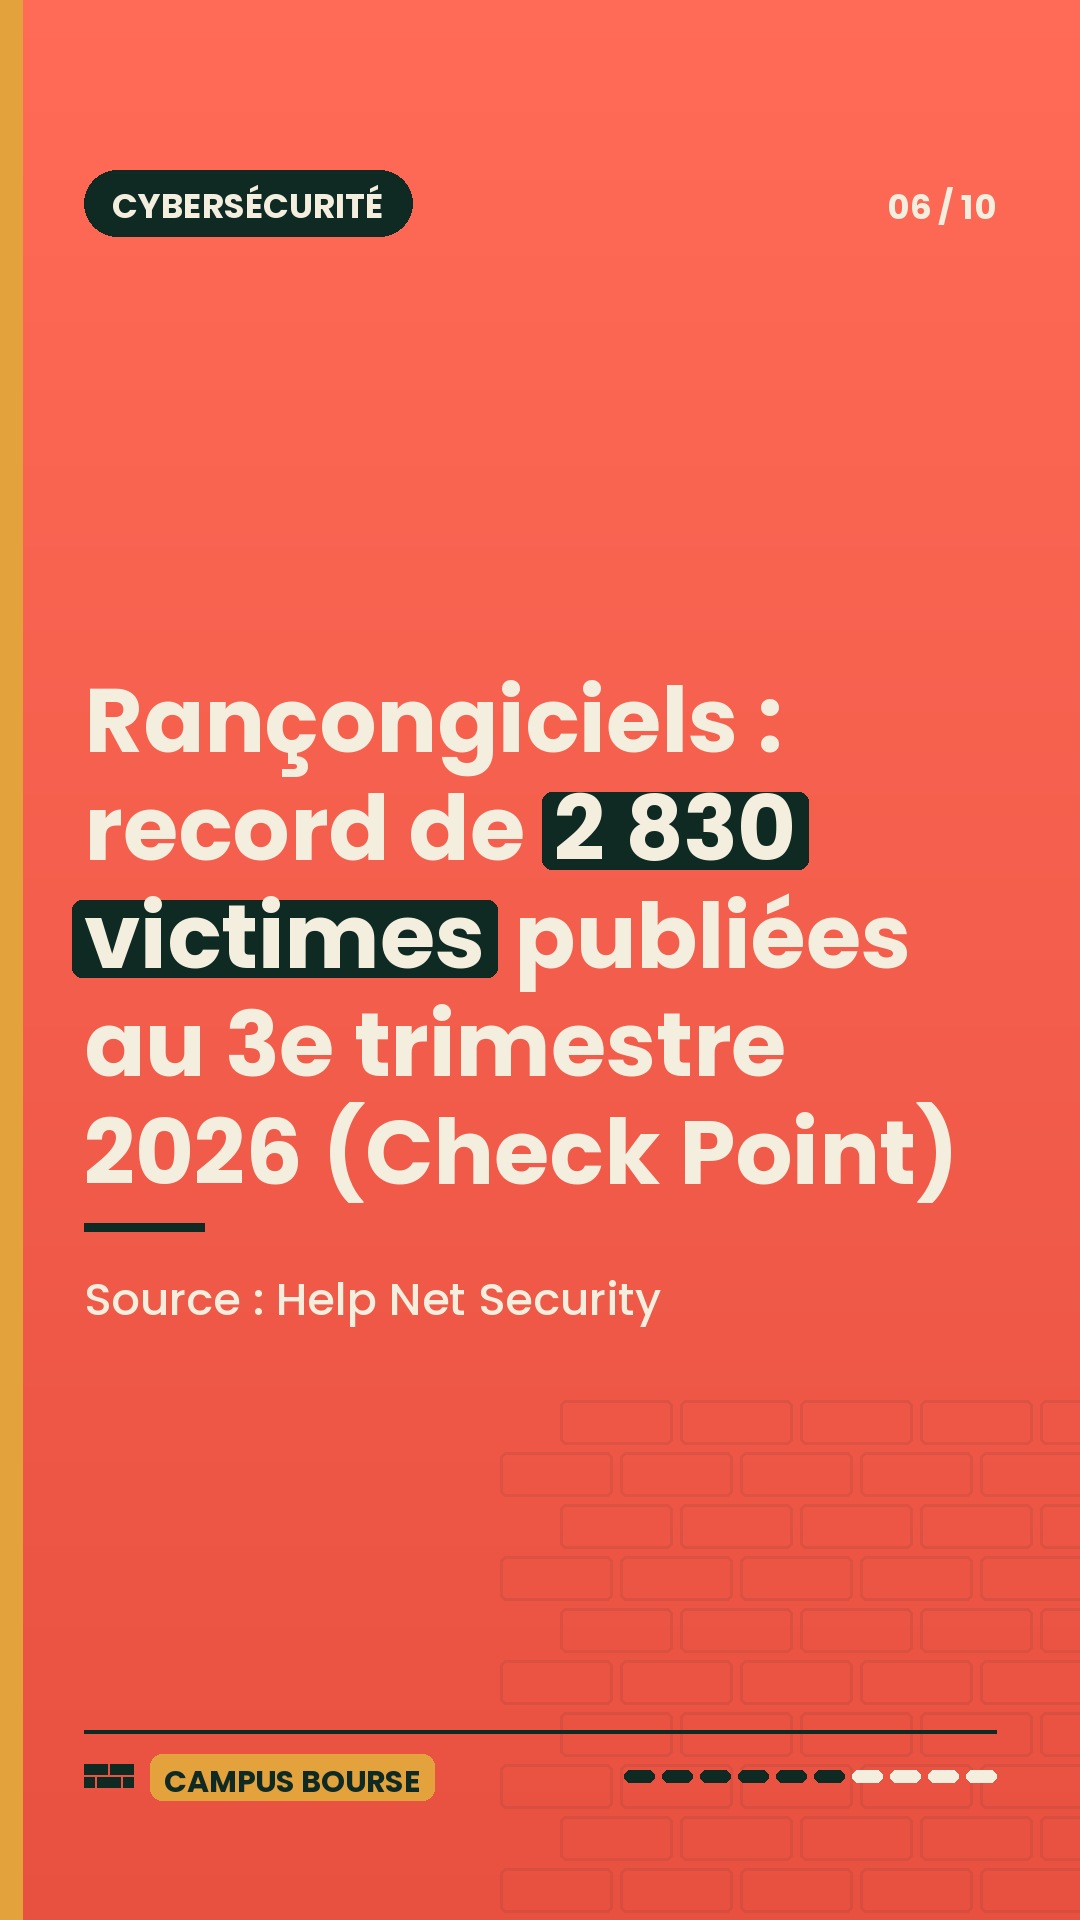 CYBERSÉCURITÉ
06 / 10
Rançongiciels :
record de 2 830
victimes publiées
au 3e trimestre
2026 (Check Point)
Source : Help Net Security
CAMPUS BOURSE